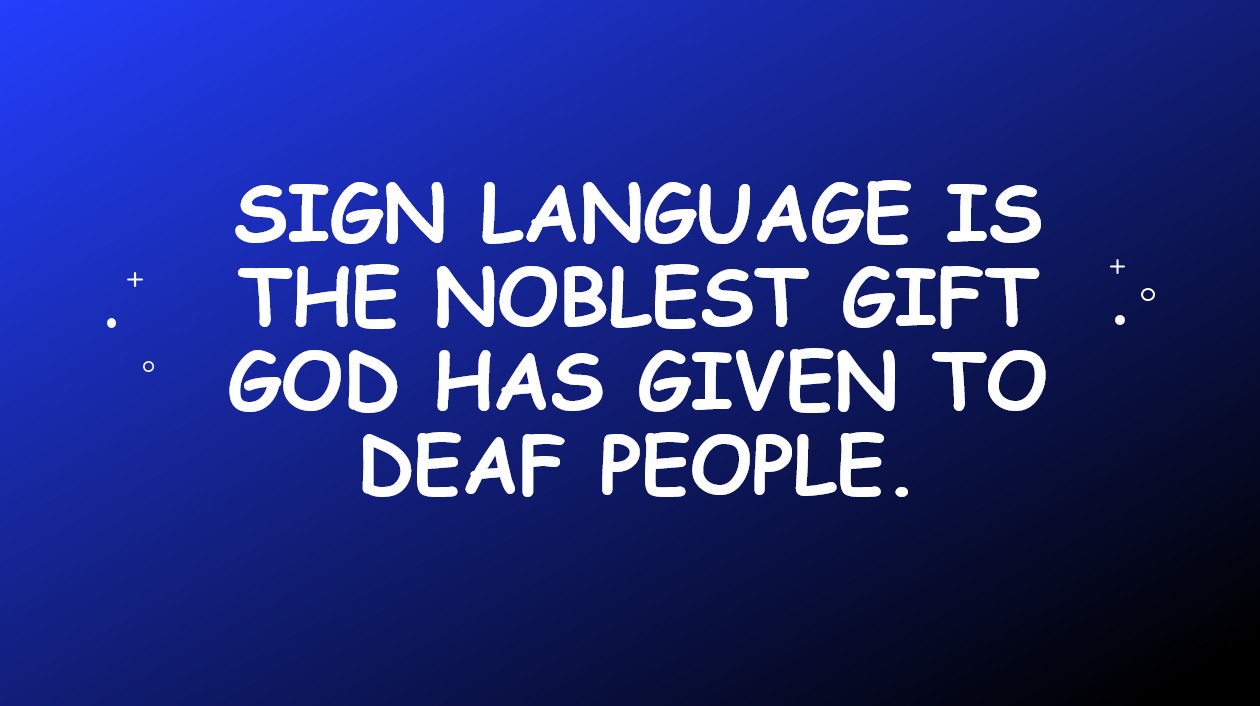 SIGN LANGUAGE IS
THE NOBLEST GIFT
GOD HAS GIVEN TO
DEAF PEOPLE.